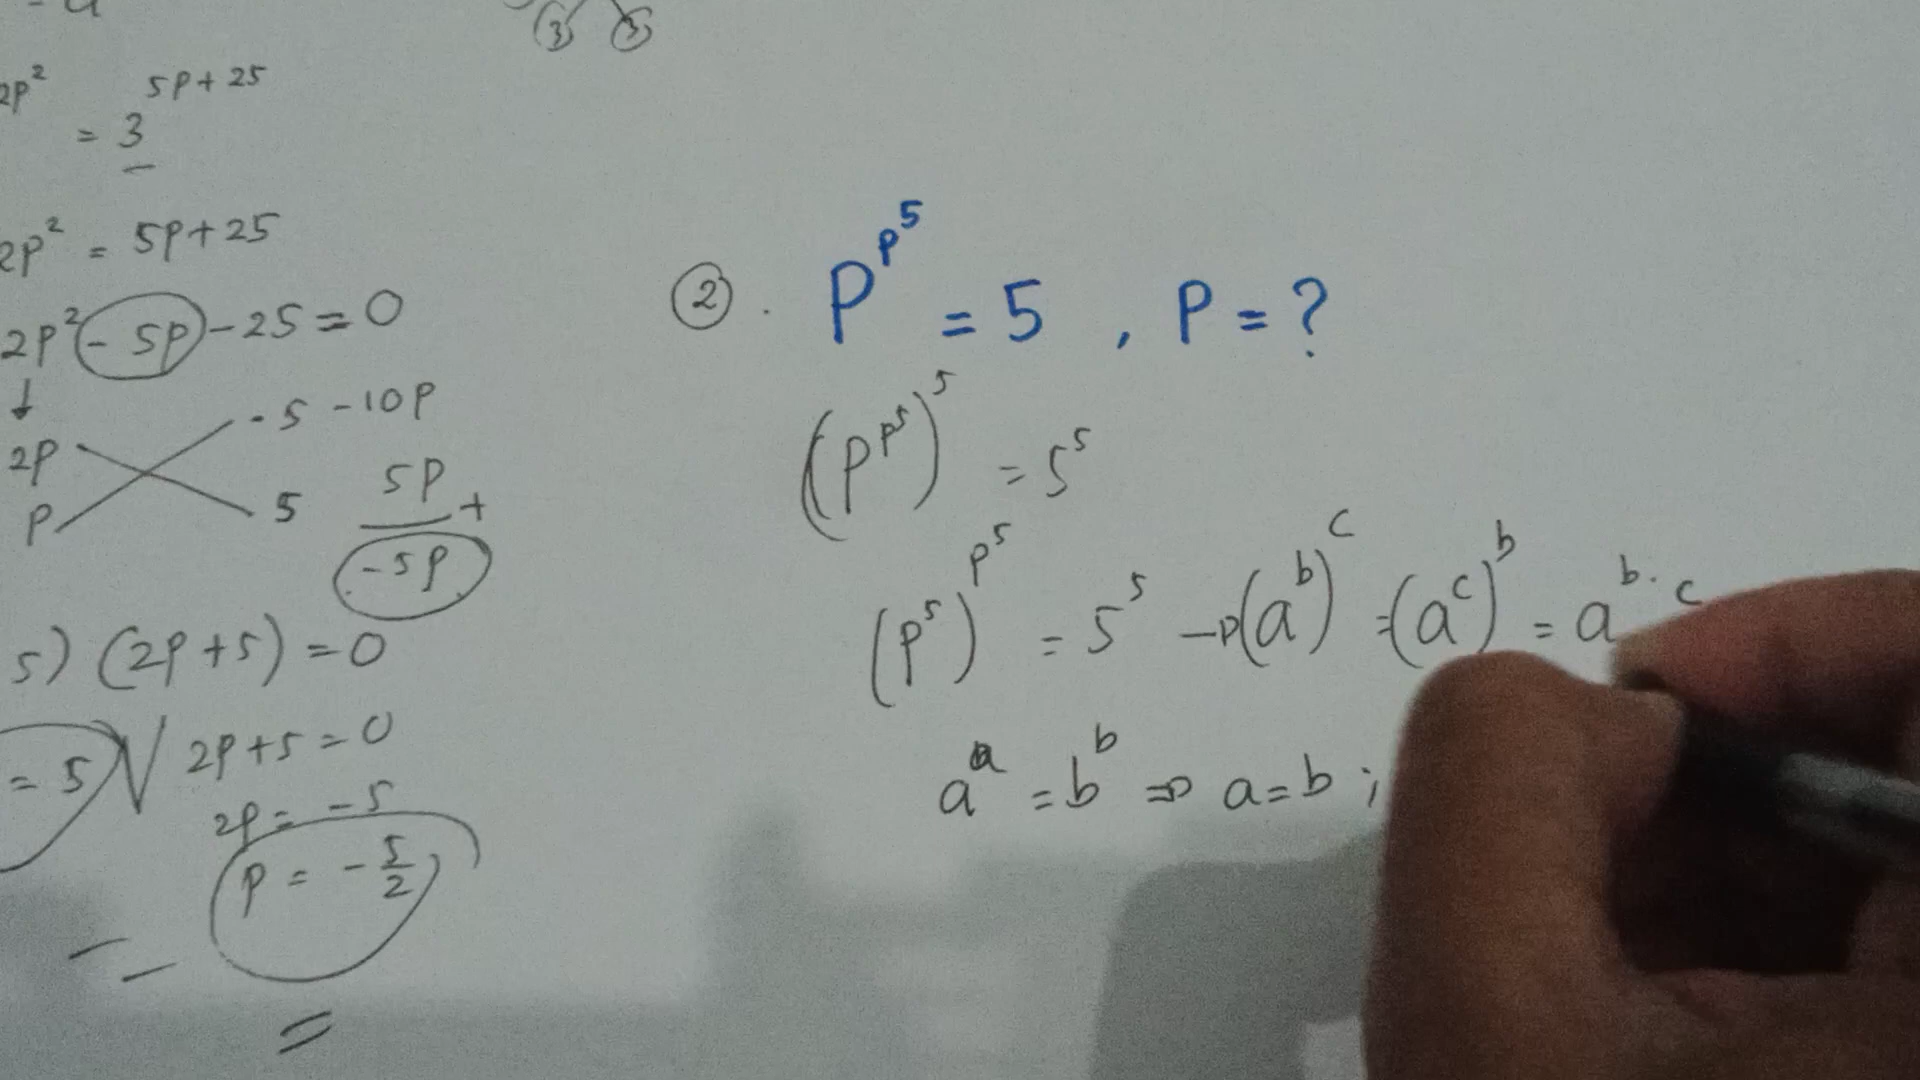 2p² = 3^(5p+25)
2p² = 5p+25
2p² - 5p - 25 = 0
2p -5 -10p
p 5 5p +
-5p
5) (2p+5) = 0
= 5 √ 2p+5 = 0
2p = -5
p = -5/2
(3) (5)
② . P^(P^5) = 5 , P = ?
(p^(p^5))^5 = 5^5
(p^5)^(p^5) = 5^5 → (a^b)^c = (a^c)^b = a^(b.c)
a^a = b^b ⇒ a = b ;